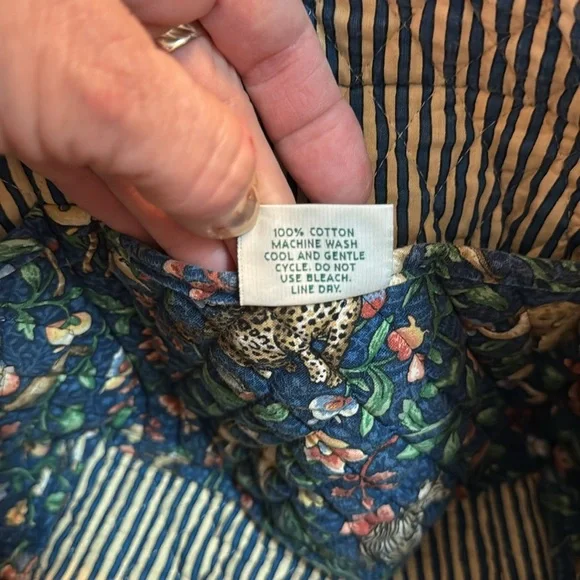 100% COTTON
MACHINE WASH
COOL AND GENTLE
CYCLE. DO NOT
USE BLEACH.
LINE DRY.